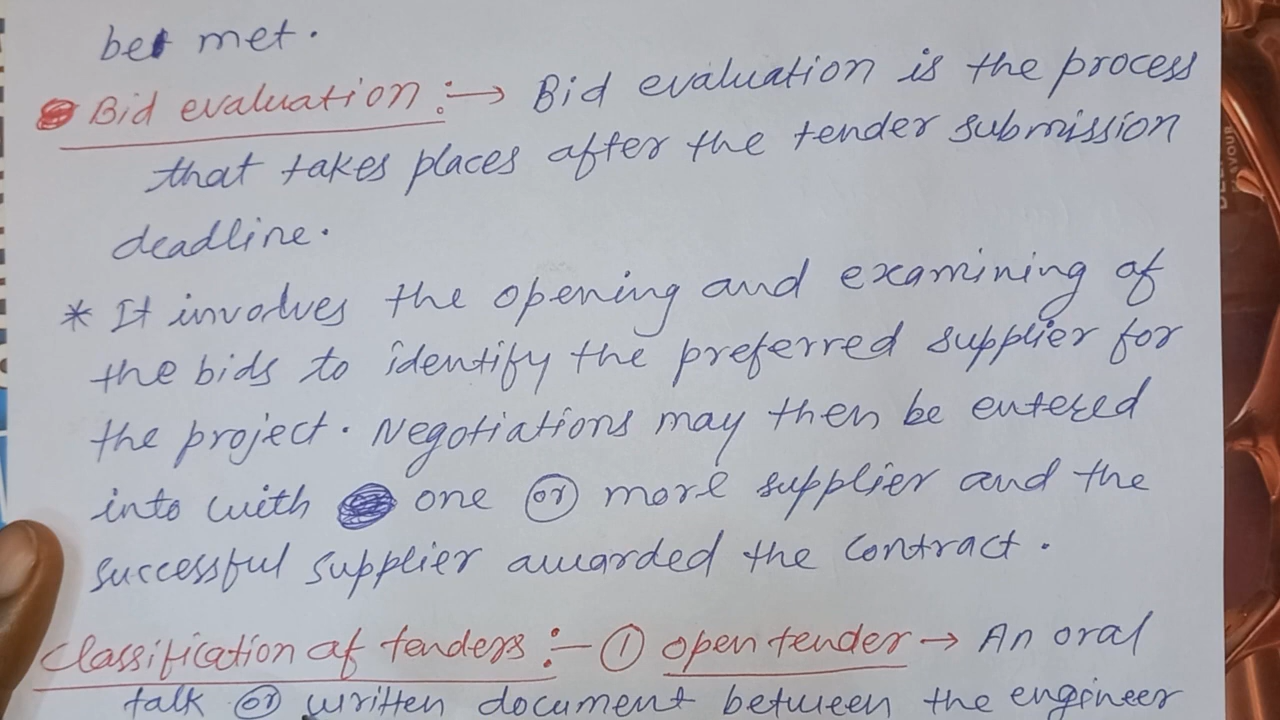 be met.
Bid evaluation :→ Bid evaluation is the process
that takes places after the tender submission
deadline.
* It involves the opening and examining of
the bids to identify the preferred supplier for
the project. Negotiations may then be entered
into with one or more supplier and the
successful supplier awarded the contract.
Classification of tenders :- ① open tender → An oral
talk or written document between the engineer
FLAVOUR